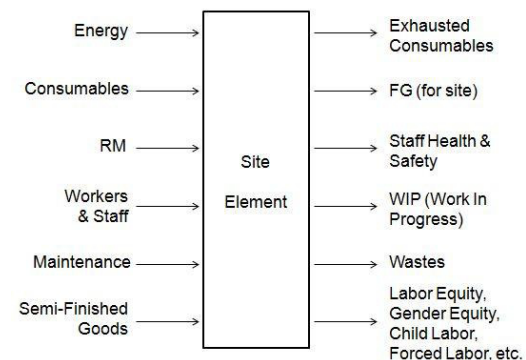 Energy
Consumables
RM
Workers
& Staff
Maintenance
Semi-Finished
Goods
Site
Element
Exhausted
Consumables
FG (for site)
Staff Health &
Safety
WIP (Work In
Progress)
Wastes
Labor Equity,
Gender Equity,
Child Labor,
Forced Labor, etc.